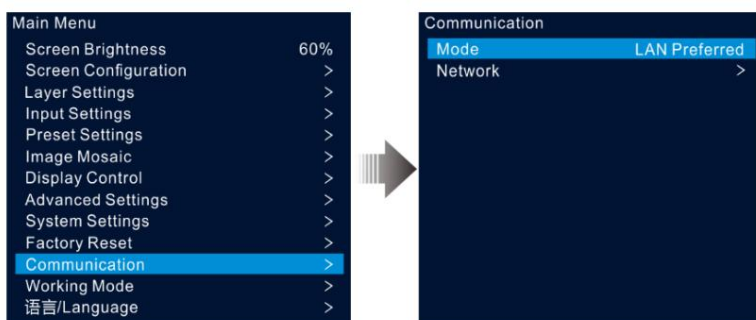 Main Menu
Screen Brightness 60%
Screen Configuration >
Layer Settings >
Input Settings >
Preset Settings >
Image Mosaic >
Display Control >
Advanced Settings >
System Settings >
Factory Reset >
Communication >
Working Mode >
语言/Language >
Communication
Mode LAN Preferred
Network >